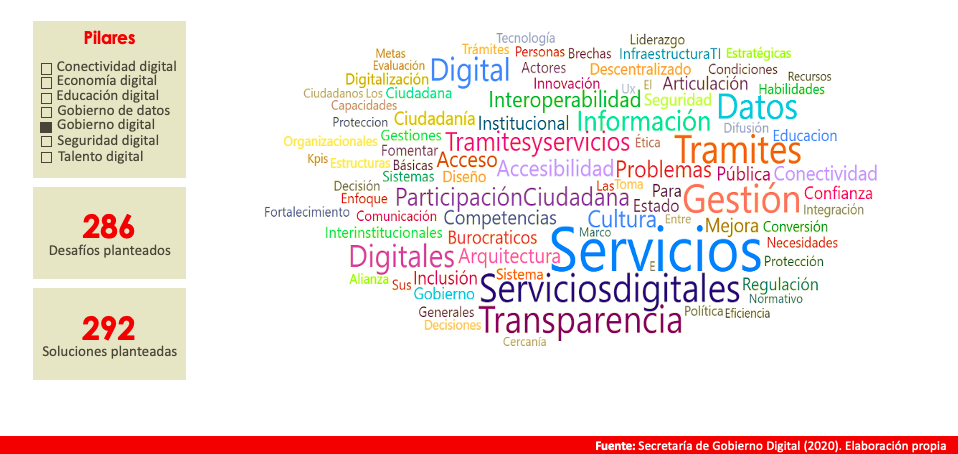 Pilares
Conectividad digital
Economía digital
Educación digital
Gobierno de datos
Gobierno digital
Seguridad digital
Talento digital
286
Desafíos planteados
292
Soluciones planteadas
Tecnología
Liderazgo
Metas
Trámites
Personas
Brechas
InfraestructuraTI
Estratégicas
Evaluación
Digital
Actores
Descentralizado
Condiciones
Digitalización
Innovación
Ux
El
Articulación
Recursos
Ciudadanos
Los
Ciudadana
Interoperabilidad
Seguridad
Datos
Habilidades
Capacidades
Proteccion
Ciudadanía
Institucional
Información
Difusión
Educacion
Organizacionales
Gestiones
Tramitesyservicios
Ética
Tramites
Fomentar
Kpis
Estructuras
Básicas
Acceso
Accesibilidad
Problemas
Pública
Conectividad
Sistemas
Diseño
Decisión
Las
Toma
Para
Gestión
Confianza
Enfoque
ParticipaciónCiudadana
Estado
Integración
Fortalecimiento
Comunicación
Competencias
Cultura
Entre
Mejora
Conversión
Interinstitucionales
Burocraticos
Marco
Servicios
Necesidades
Digitales
Arquitectura
E
Protección
Alianza
Sus
Inclusión
Sistema
Gobierno
Serviciosdigitales
Regulación
Normativo
Generales
Decisiones
Transparencia
Política
Eficiencia
Cercanía
Fuente: Secretaría de Gobierno Digital (2020). Elaboración propia